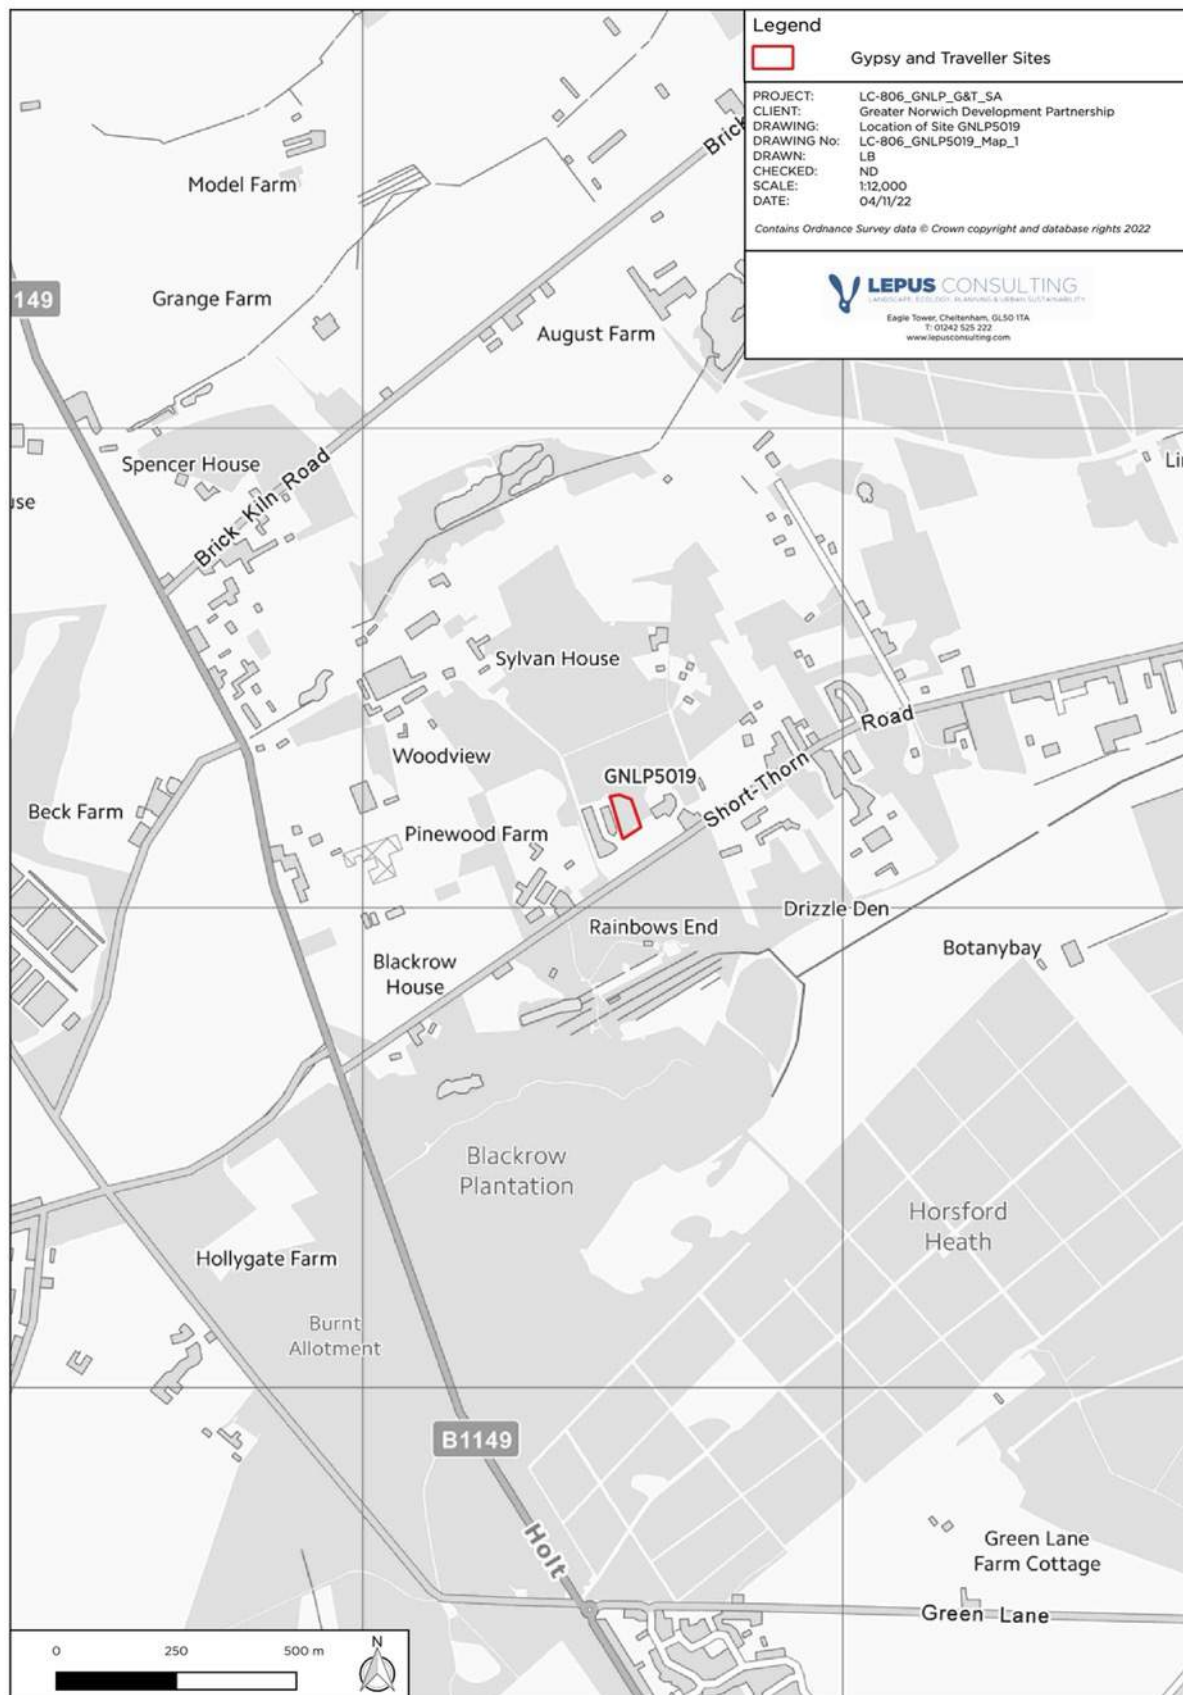 Legend
Gypsy and Traveller Sites
PROJECT: LC-806_GNLP_G&T_SA
CLIENT: Greater Norwich Development Partnership
DRAWING: Location of Site GNLP5019
DRAWING No: LC-806_GNLP5019_Map_1
DRAWN: LB
CHECKED: ND
SCALE: 1:12,000
DATE: 04/11/22
Contains Ordnance Survey data © Crown copyright and database rights 2022
LEPUS CONSULTING
LANDSCAPE, ECOLOGY, PLANNING & URBAN SUSTAINABILITY
Eagle Tower, Cheltenham, GL50 1TA
T: 01242 525 222
www.lepusconsulting.com
Brick
Model Farm
149
Grange Farm
August Farm
Spencer House
Brick Kiln Road
Sylvan House
Woodview
GNLP5019
Short-Thorn Road
Beck Farm
Pinewood Farm
Rainbows End
Drizzle Den
Botanybay
Blackrow
House
Blackrow
Plantation
Horsford
Heath
Hollygate Farm
Burnt
Allotment
B1149
Holt
Green Lane
Farm Cottage
Green Lane
0 250 500 m
N